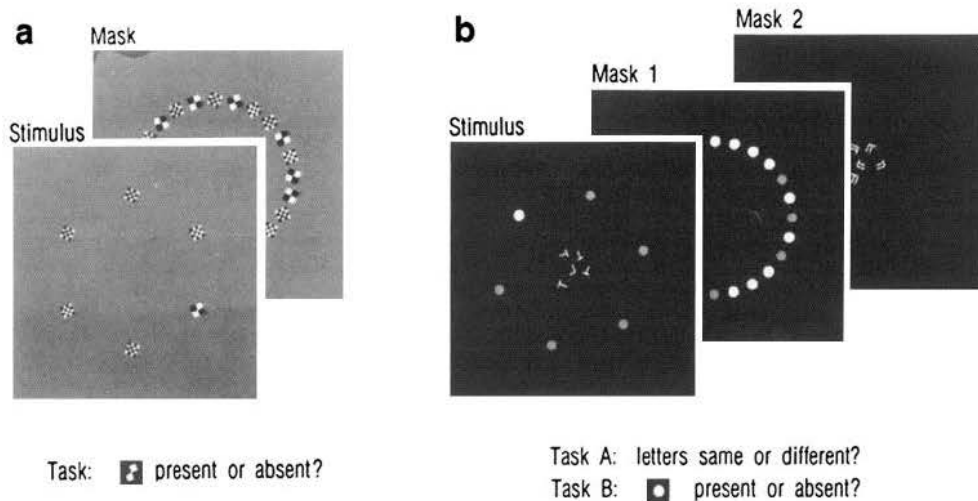 a
Mask
Stimulus
Task: present or absent?
b
Mask 2
Mask 1
Stimulus
Task A: letters same or different?
Task B: present or absent?